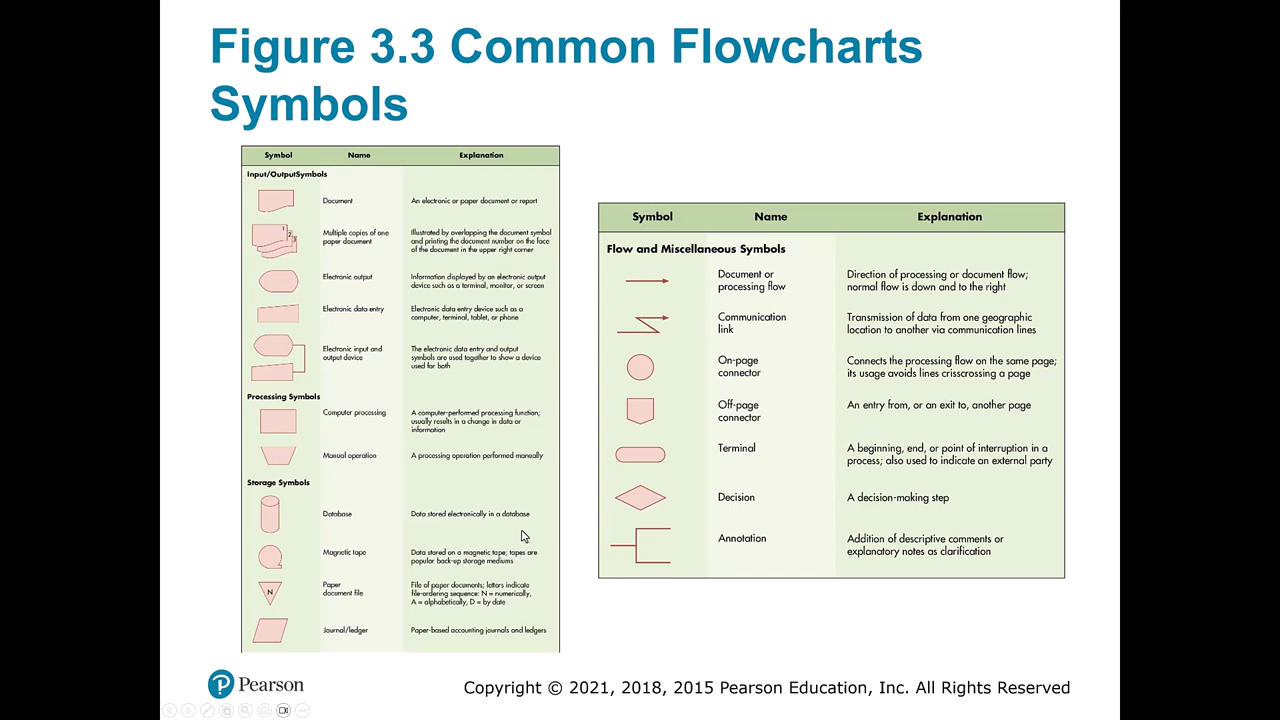 Figure 3.3 Common Flowcharts
Symbols
Symbol Name Explanation
Input/OutputSymbols
Document An electronic or paper document or report
Multiple copies of one
paper document
Illustrated by overlapping the document symbol
and printing the document number on the face
of the document in the upper right corner
1
2
3
Electronic output
Information displayed by an electronic output
device such as a terminal, monitor, or screen
Electronic data entry
Electronic data entry device such as a
computer, terminal, tablet, or phone
Electronic input and
output device
The electronic data entry and output
symbols are used together to show a device
used for both
Processing Symbols
Computer processing
A computer-performed processing function;
usually results in a change in data or
information
Manual operation A processing operation performed manually
Storage Symbols
Database Data stored electronically in a database
Magnetic tape
Data stored on a magnetic tape; tapes are
popular back-up storage mediums
N
Paper
document file
File of paper documents; letters indicate
file-ordering sequence: N = numerically,
A = alphabetically, D = by date
Journal/ledger Paper-based accounting journals and ledgers
Symbol Name Explanation
Flow and Miscellaneous Symbols
Document or
processing flow
Direction of processing or document flow;
normal flow is down and to the right
Communication
link
Transmission of data from one geographic
location to another via communication lines
On-page
connector
Connects the processing flow on the same page;
its usage avoids lines crisscrossing a page
Off-page
connector
An entry from, or an exit to, another page
Terminal
A beginning, end, or point of interruption in a
process; also used to indicate an external party
Decision A decision-making step
Annotation
Addition of descriptive comments or
explanatory notes as clarification
P Pearson
Copyright © 2021, 2018, 2015 Pearson Education, Inc. All Rights Reserved